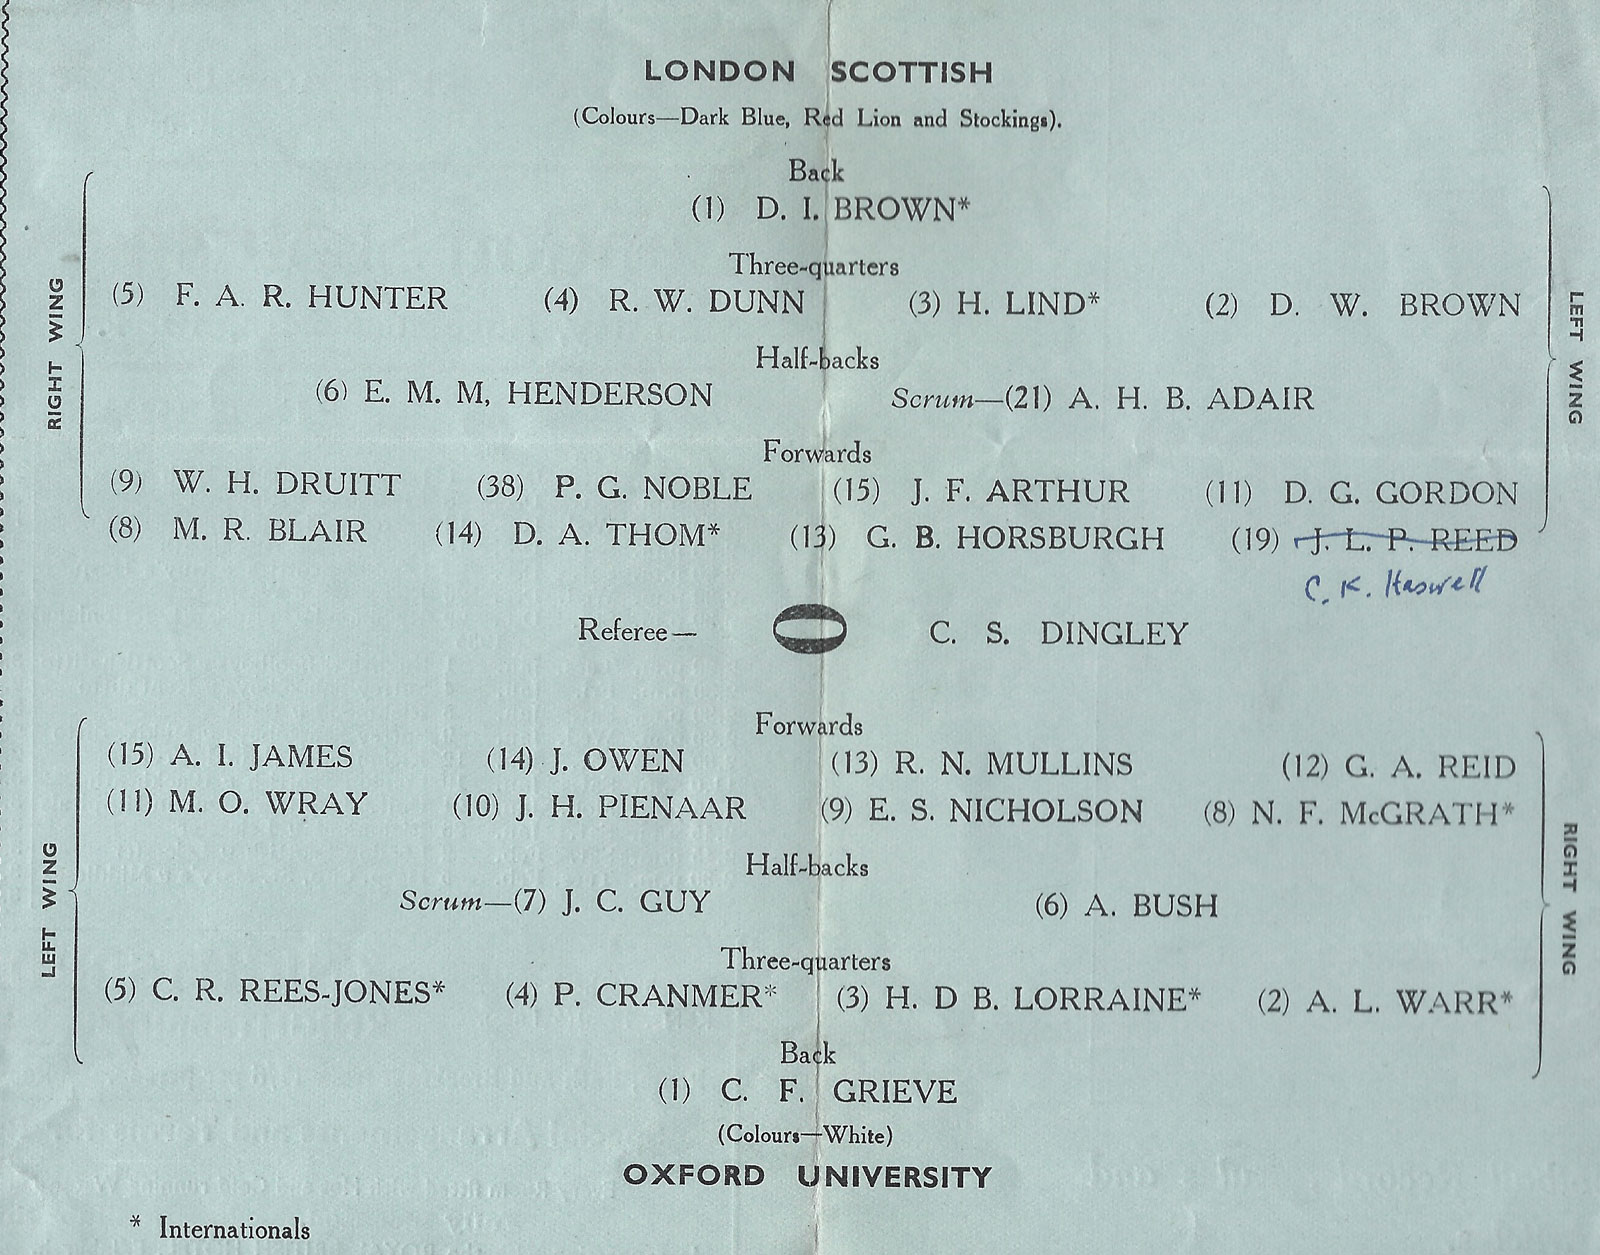 LONDON SCOTTISH
(Colours—Dark Blue, Red Lion and Stockings).
Back
(1) D. I. BROWN*
Three-quarters
(5) F. A. R. HUNTER (4) R. W. DUNN (3) H. LIND* (2) D. W. BROWN
Half-backs
(6) E. M. M, HENDERSON Scrum—(21) A. H. B. ADAIR
Forwards
(9) W. H. DRUITT (38) P. G. NOBLE (15) J. F. ARTHUR (11) D. G. GORDON
(8) M. R. BLAIR (14) D. A. THOM* (13) G. B. HORSBURGH (19) J. L. P. REED
C. K. Haswell
RIGHT WING
LEFT WING
Referee— C. S. DINGLEY
Forwards
(15) A. I. JAMES (14) J. OWEN (13) R. N. MULLINS (12) G. A. REID
(11) M. O. WRAY (10) J. H. PIENAAR (9) E. S. NICHOLSON (8) N. F. McGRATH*
Half-backs
Scrum—(7) J. C. GUY (6) A. BUSH
Three-quarters
(5) C. R. REES-JONES* (4) P. CRANMER* (3) H. D B. LORRAINE* (2) A. L. WARR*
Back
(1) C. F. GRIEVE
(Colours—White)
OXFORD UNIVERSITY
LEFT WING
RIGHT WING
* Internationals